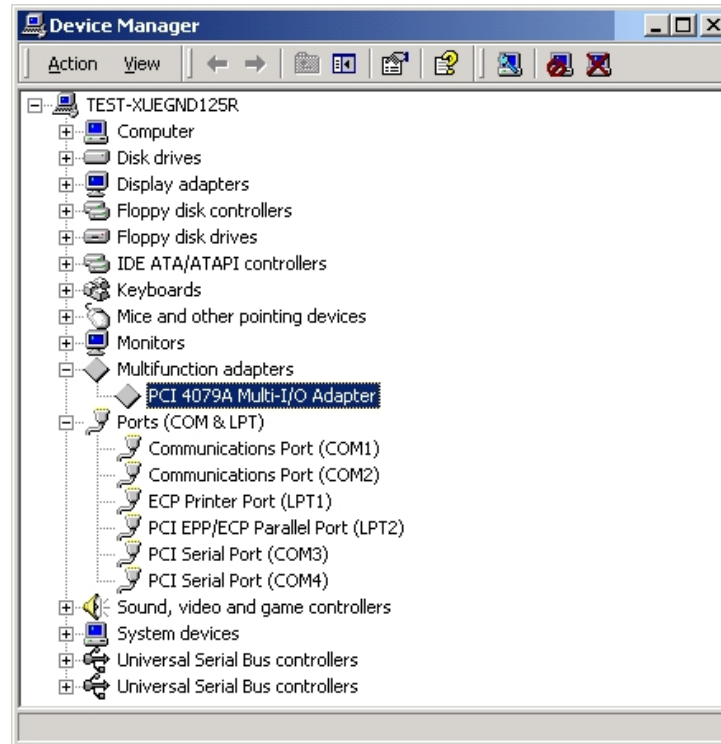 Device Manager
Action View
TEST-XUEGND125R
Computer
Disk drives
Display adapters
Floppy disk controllers
Floppy disk drives
IDE ATA/ATAPI controllers
Keyboards
Mice and other pointing devices
Monitors
Multifunction adapters
PCI 4079A Multi-I/O Adapter
Ports (COM & LPT)
Communications Port (COM1)
Communications Port (COM2)
ECP Printer Port (LPT1)
PCI EPP/ECP Parallel Port (LPT2)
PCI Serial Port (COM3)
PCI Serial Port (COM4)
Sound, video and game controllers
System devices
Universal Serial Bus controllers
Universal Serial Bus controllers